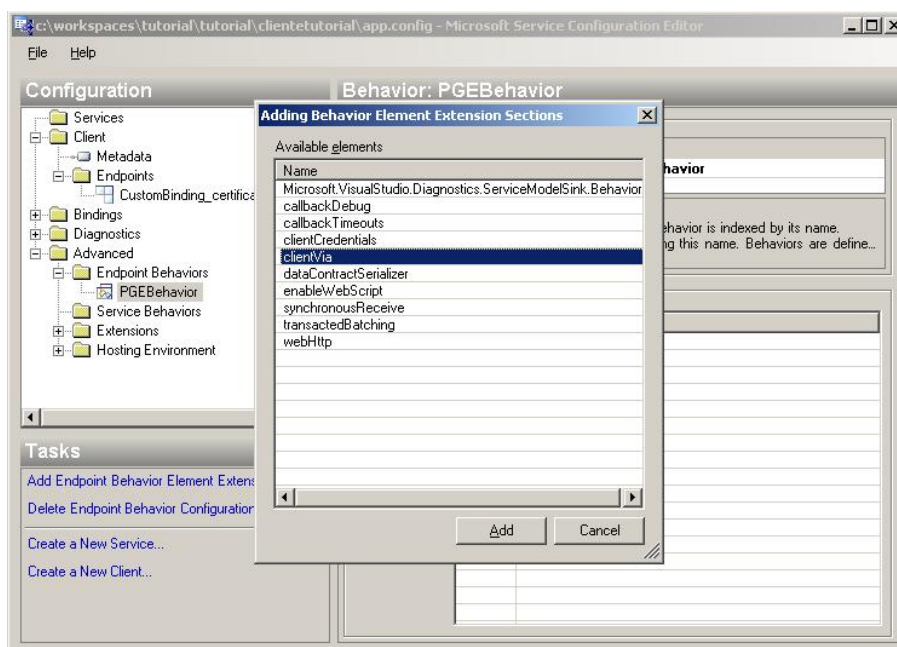 c:\workspaces\tutorial\tutorial\clientetutorial\app.config - Microsoft Service Configuration Editor
File Help
Configuration
Services
Client
Metadata
Endpoints
CustomBinding_certifica
Bindings
Diagnostics
Advanced
Endpoint Behaviors
PGEBehavior
Service Behaviors
Extensions
Hosting Environment
Tasks
Add Endpoint Behavior Element Extens
Delete Endpoint Behavior Configuration
Create a New Service...
Create a New Client...
Behavior: PGEBehavior
havior
ehavior is indexed by its name.
ng this name. Behaviors are define...
Adding Behavior Element Extension Sections
Available elements
Name
Microsoft.VisualStudio.Diagnostics.ServiceModelSink.Behavior
callbackDebug
callbackTimeouts
clientCredentials
clientVia
dataContractSerializer
enableWebScript
synchronousReceive
transactedBatching
webHttp
Add Cancel